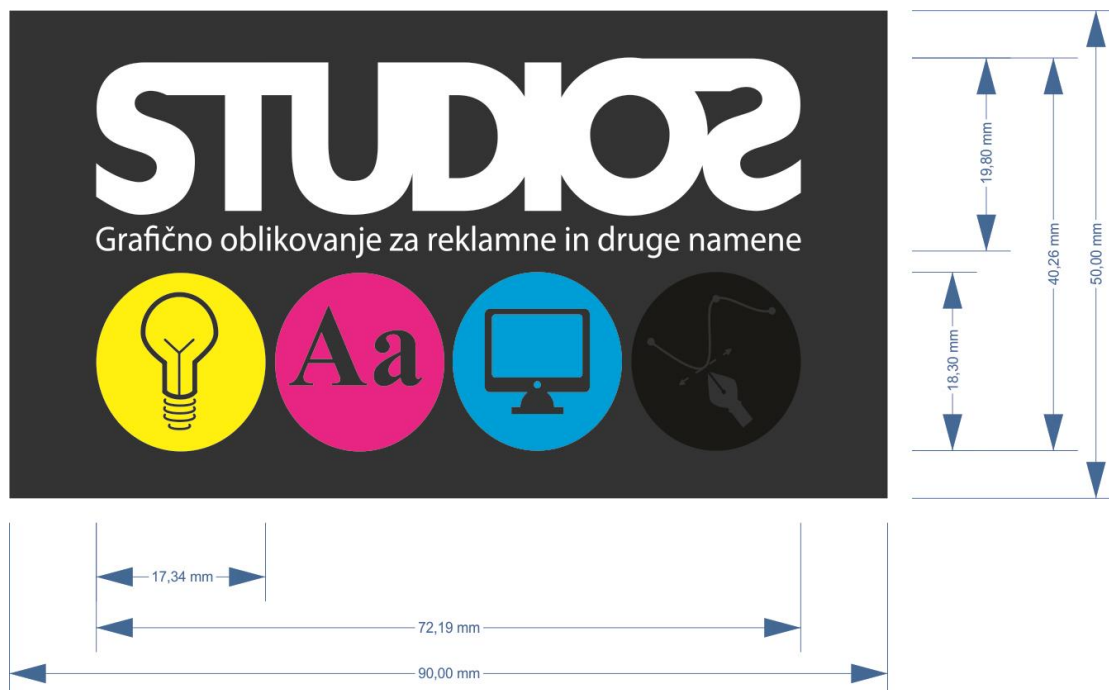 STUDIOS
Grafično oblikovanje za reklamne in druge namene
Aa
19,80 mm
40,26 mm
50,00 mm
18,30 mm
17,34 mm
72,19 mm
90,00 mm